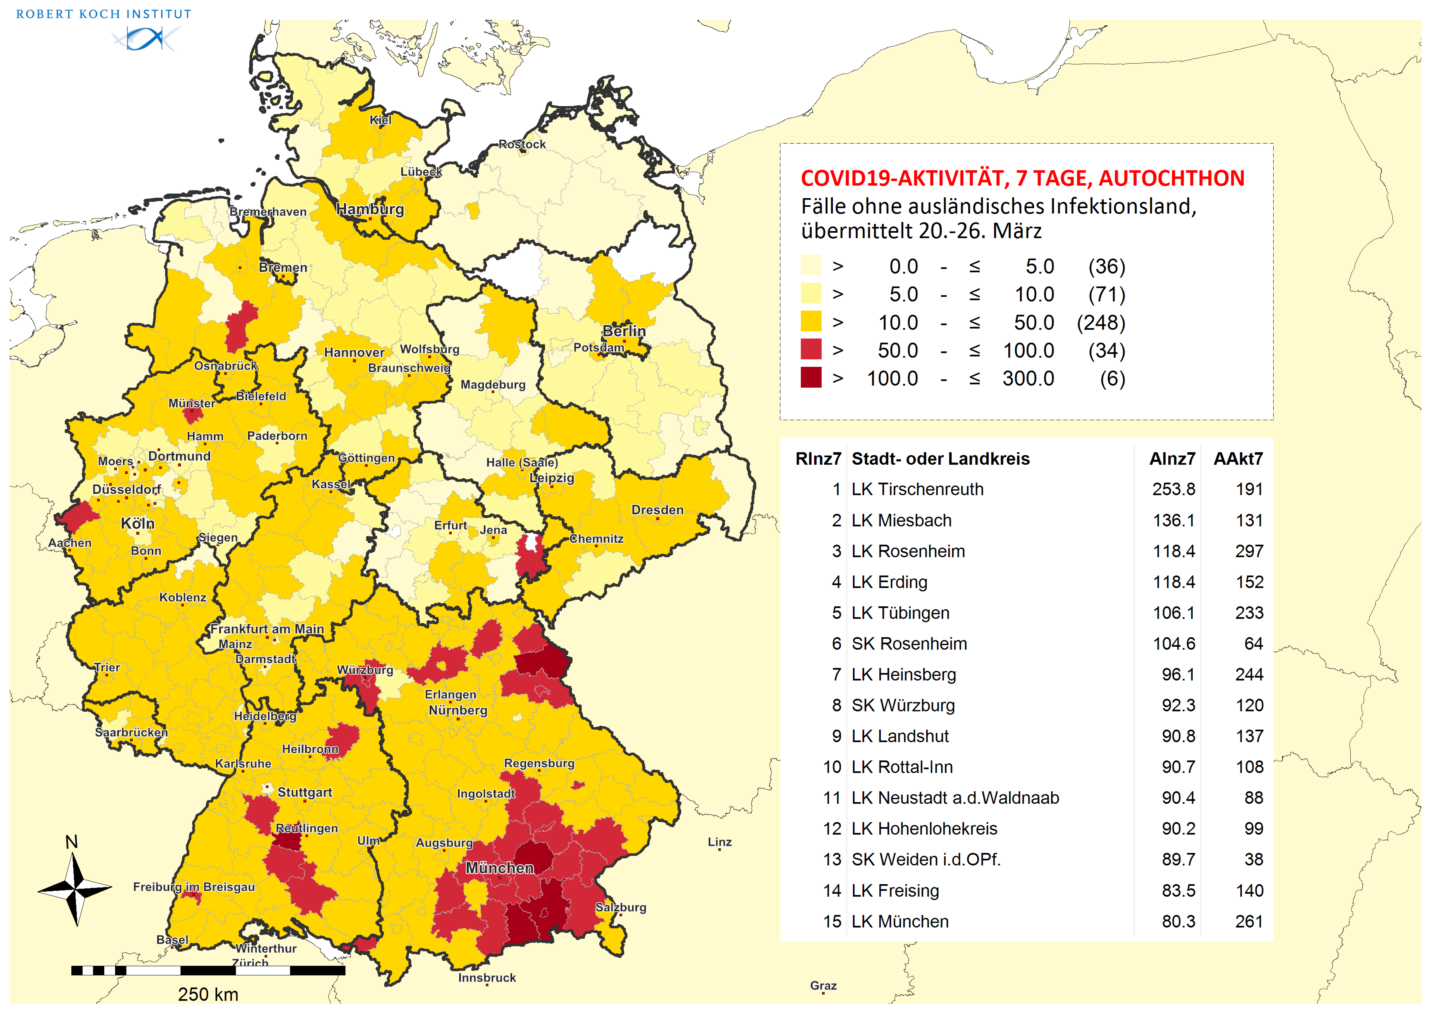 ROBERT KOCH INSTITUT
Kiel
Rostock
Lübeck
Hamburg
Bremerhaven
Bremen
Berlin
Potsdam
Hannover
Wolfsburg
Braunschweig
Osnabrück
Magdeburg
Münster
Bielefeld
Hamm
Paderborn
Moers
Dortmund
Göttingen
Halle (Saale)
Leipzig
Kassel
Düsseldorf
Dresden
Köln
Erfurt
Jena
Chemnitz
Aachen
Siegen
Bonn
Koblenz
Frankfurt am Main
Mainz
Darmstadt
Trier
Würzburg
Erlangen
Nürnberg
Heidelberg
Saarbrücken
Heilbronn
Karlsruhe
Regensburg
Stuttgart
Ingolstadt
Reutlingen
Ulm
Augsburg
München
Linz
Freiburg im Breisgau
Salzburg
Basel
Winterthur
Zürich
Innsbruck
Graz
N
250 km
COVID19-AKTIVITÄT, 7 TAGE, AUTOCHTHON
Fälle ohne ausländisches Infektionsland,
übermittelt 20.-26. März
> 0.0 - ≤ 5.0 (36)
> 5.0 - ≤ 10.0 (71)
> 10.0 - ≤ 50.0 (248)
> 50.0 - ≤ 100.0 (34)
> 100.0 - ≤ 300.0 (6)
RInz7 Stadt- oder Landkreis AInz7 AAkt7
1 LK Tirschenreuth 253.8 191
2 LK Miesbach 136.1 131
3 LK Rosenheim 118.4 297
4 LK Erding 118.4 152
5 LK Tübingen 106.1 233
6 SK Rosenheim 104.6 64
7 LK Heinsberg 96.1 244
8 SK Würzburg 92.3 120
9 LK Landshut 90.8 137
10 LK Rottal-Inn 90.7 108
11 LK Neustadt a.d.Waldnaab 90.4 88
12 LK Hohenlohekreis 90.2 99
13 SK Weiden i.d.OPf. 89.7 38
14 LK Freising 83.5 140
15 LK München 80.3 261